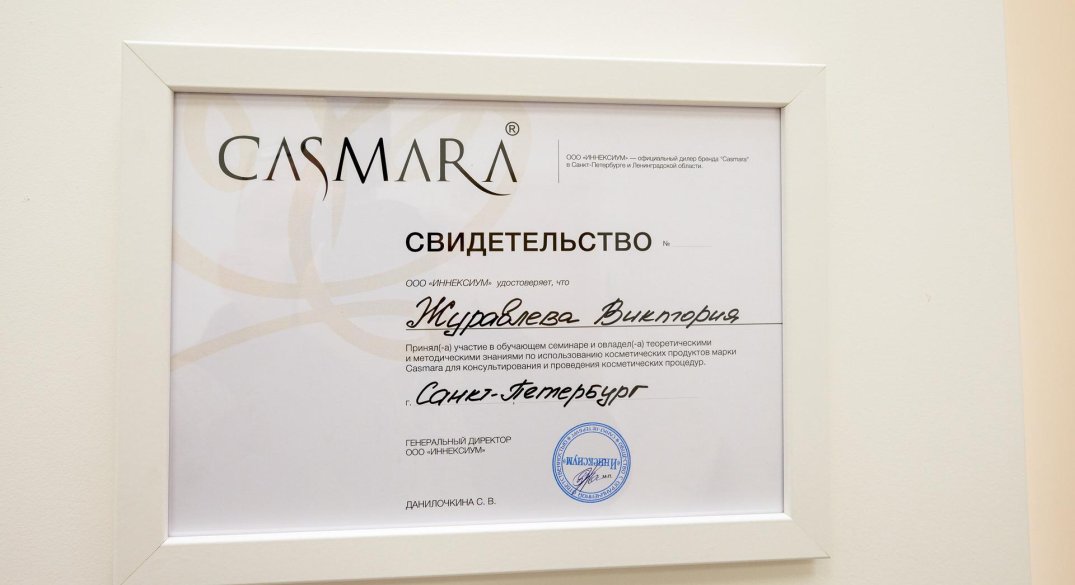 CASMARA®
ООО «ИННЕКСИУМ» — официальный дилер бренда "Casmara"
в Санкт-Петербурге и Ленинградской области.
СВИДЕТЕЛЬСТВО №
ООО «ИННЕКСИУМ» удостоверяет, что
Журавлева Виктория
Принял(-а) участие в обучающем семинаре и овладел(-а) теоретическими
и методическими знаниями по использованию косметических продуктов марки
Casmara для консультирования и проведения косметических процедур.
г. Санкт-Петербург
ГЕНЕРАЛЬНЫЙ ДИРЕКТОР
ООО «ИННЕКСИУМ»
«Иннексиум»
м.п.
ДАНИЛОЧКИНА С. В.